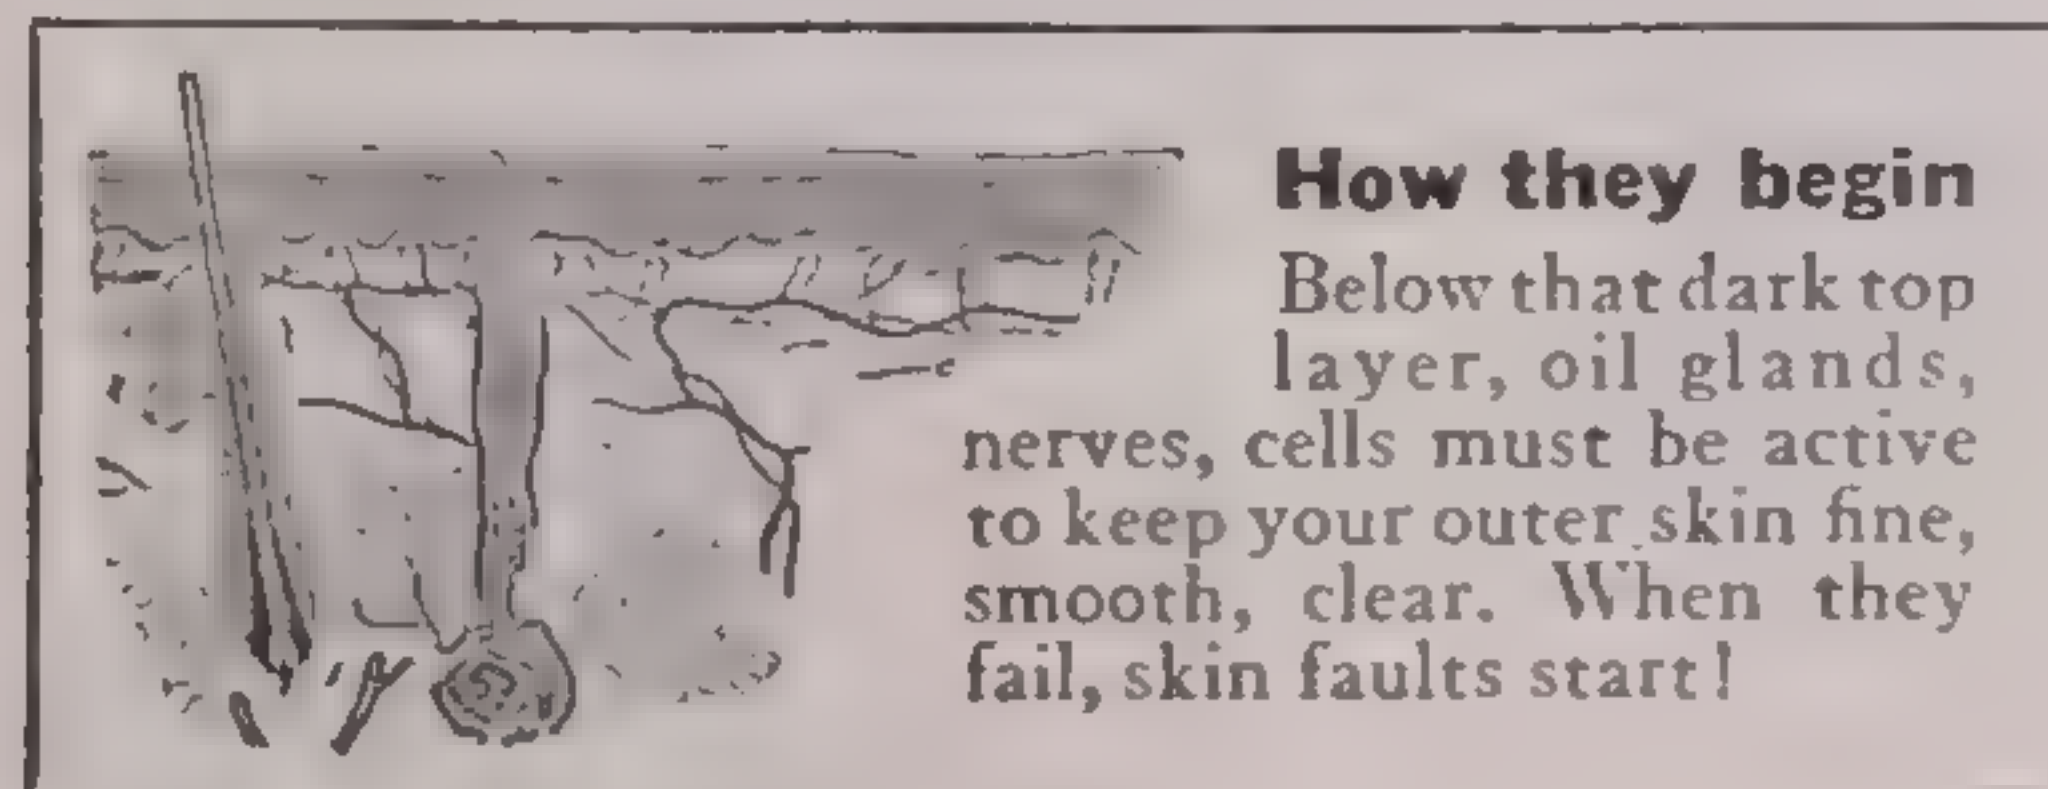 How they begin
Below that dark top
layer, oil glands,
nerves, cells must be active
to keep your outer skin fine,
smooth, clear. When they
fail, skin faults start!